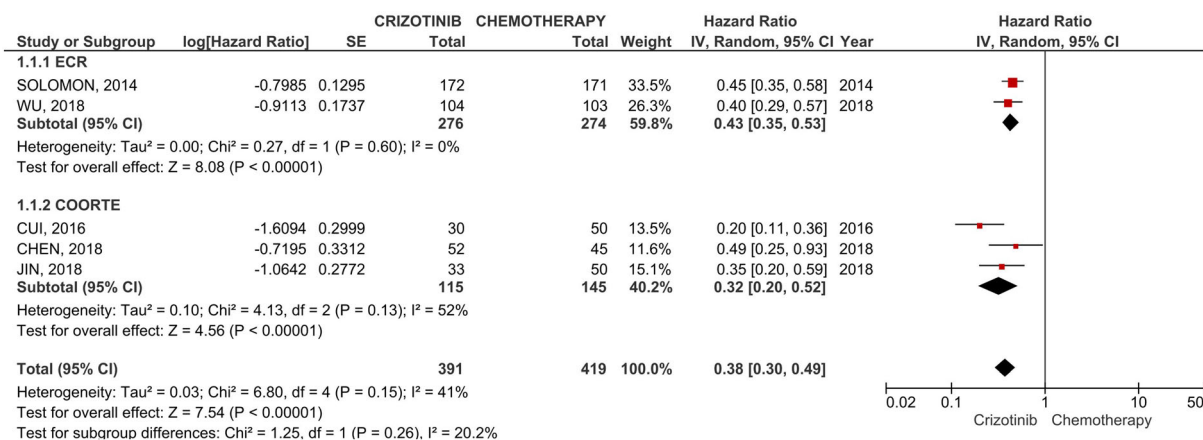 CRIZOTINIB CHEMOTHERAPY Hazard Ratio Hazard Ratio
Study or Subgroup log[Hazard Ratio] SE Total Total Weight IV, Random, 95% CI Year IV, Random, 95% CI
1.1.1 ECR
SOLOMON, 2014 -0.7985 0.1295 172 171 33.5% 0.45 [0.35, 0.58] 2014
WU, 2018 -0.9113 0.1737 104 103 26.3% 0.40 [0.29, 0.57] 2018
Subtotal (95% CI) 276 274 59.8% 0.43 [0.35, 0.53]
Heterogeneity: Tau² = 0.00; Chi² = 0.27, df = 1 (P = 0.60); I² = 0%
Test for overall effect: Z = 8.08 (P < 0.00001)
1.1.2 COORTE
CUI, 2016 -1.6094 0.2999 30 50 13.5% 0.20 [0.11, 0.36] 2016
CHEN, 2018 -0.7195 0.3312 52 45 11.6% 0.49 [0.25, 0.93] 2018
JIN, 2018 -1.0642 0.2772 33 50 15.1% 0.35 [0.20, 0.59] 2018
Subtotal (95% CI) 115 145 40.2% 0.32 [0.20, 0.52]
Heterogeneity: Tau² = 0.10; Chi² = 4.13, df = 2 (P = 0.13); I² = 52%
Test for overall effect: Z = 4.56 (P < 0.00001)
Total (95% CI) 391 419 100.0% 0.38 [0.30, 0.49]
Heterogeneity: Tau² = 0.03; Chi² = 6.80, df = 4 (P = 0.15); I² = 41%
Test for overall effect: Z = 7.54 (P < 0.00001)
Test for subgroup differences: Chi² = 1.25, df = 1 (P = 0.26), I² = 20.2%
0.02 0.1 1 10 50
Crizotinib Chemotherapy